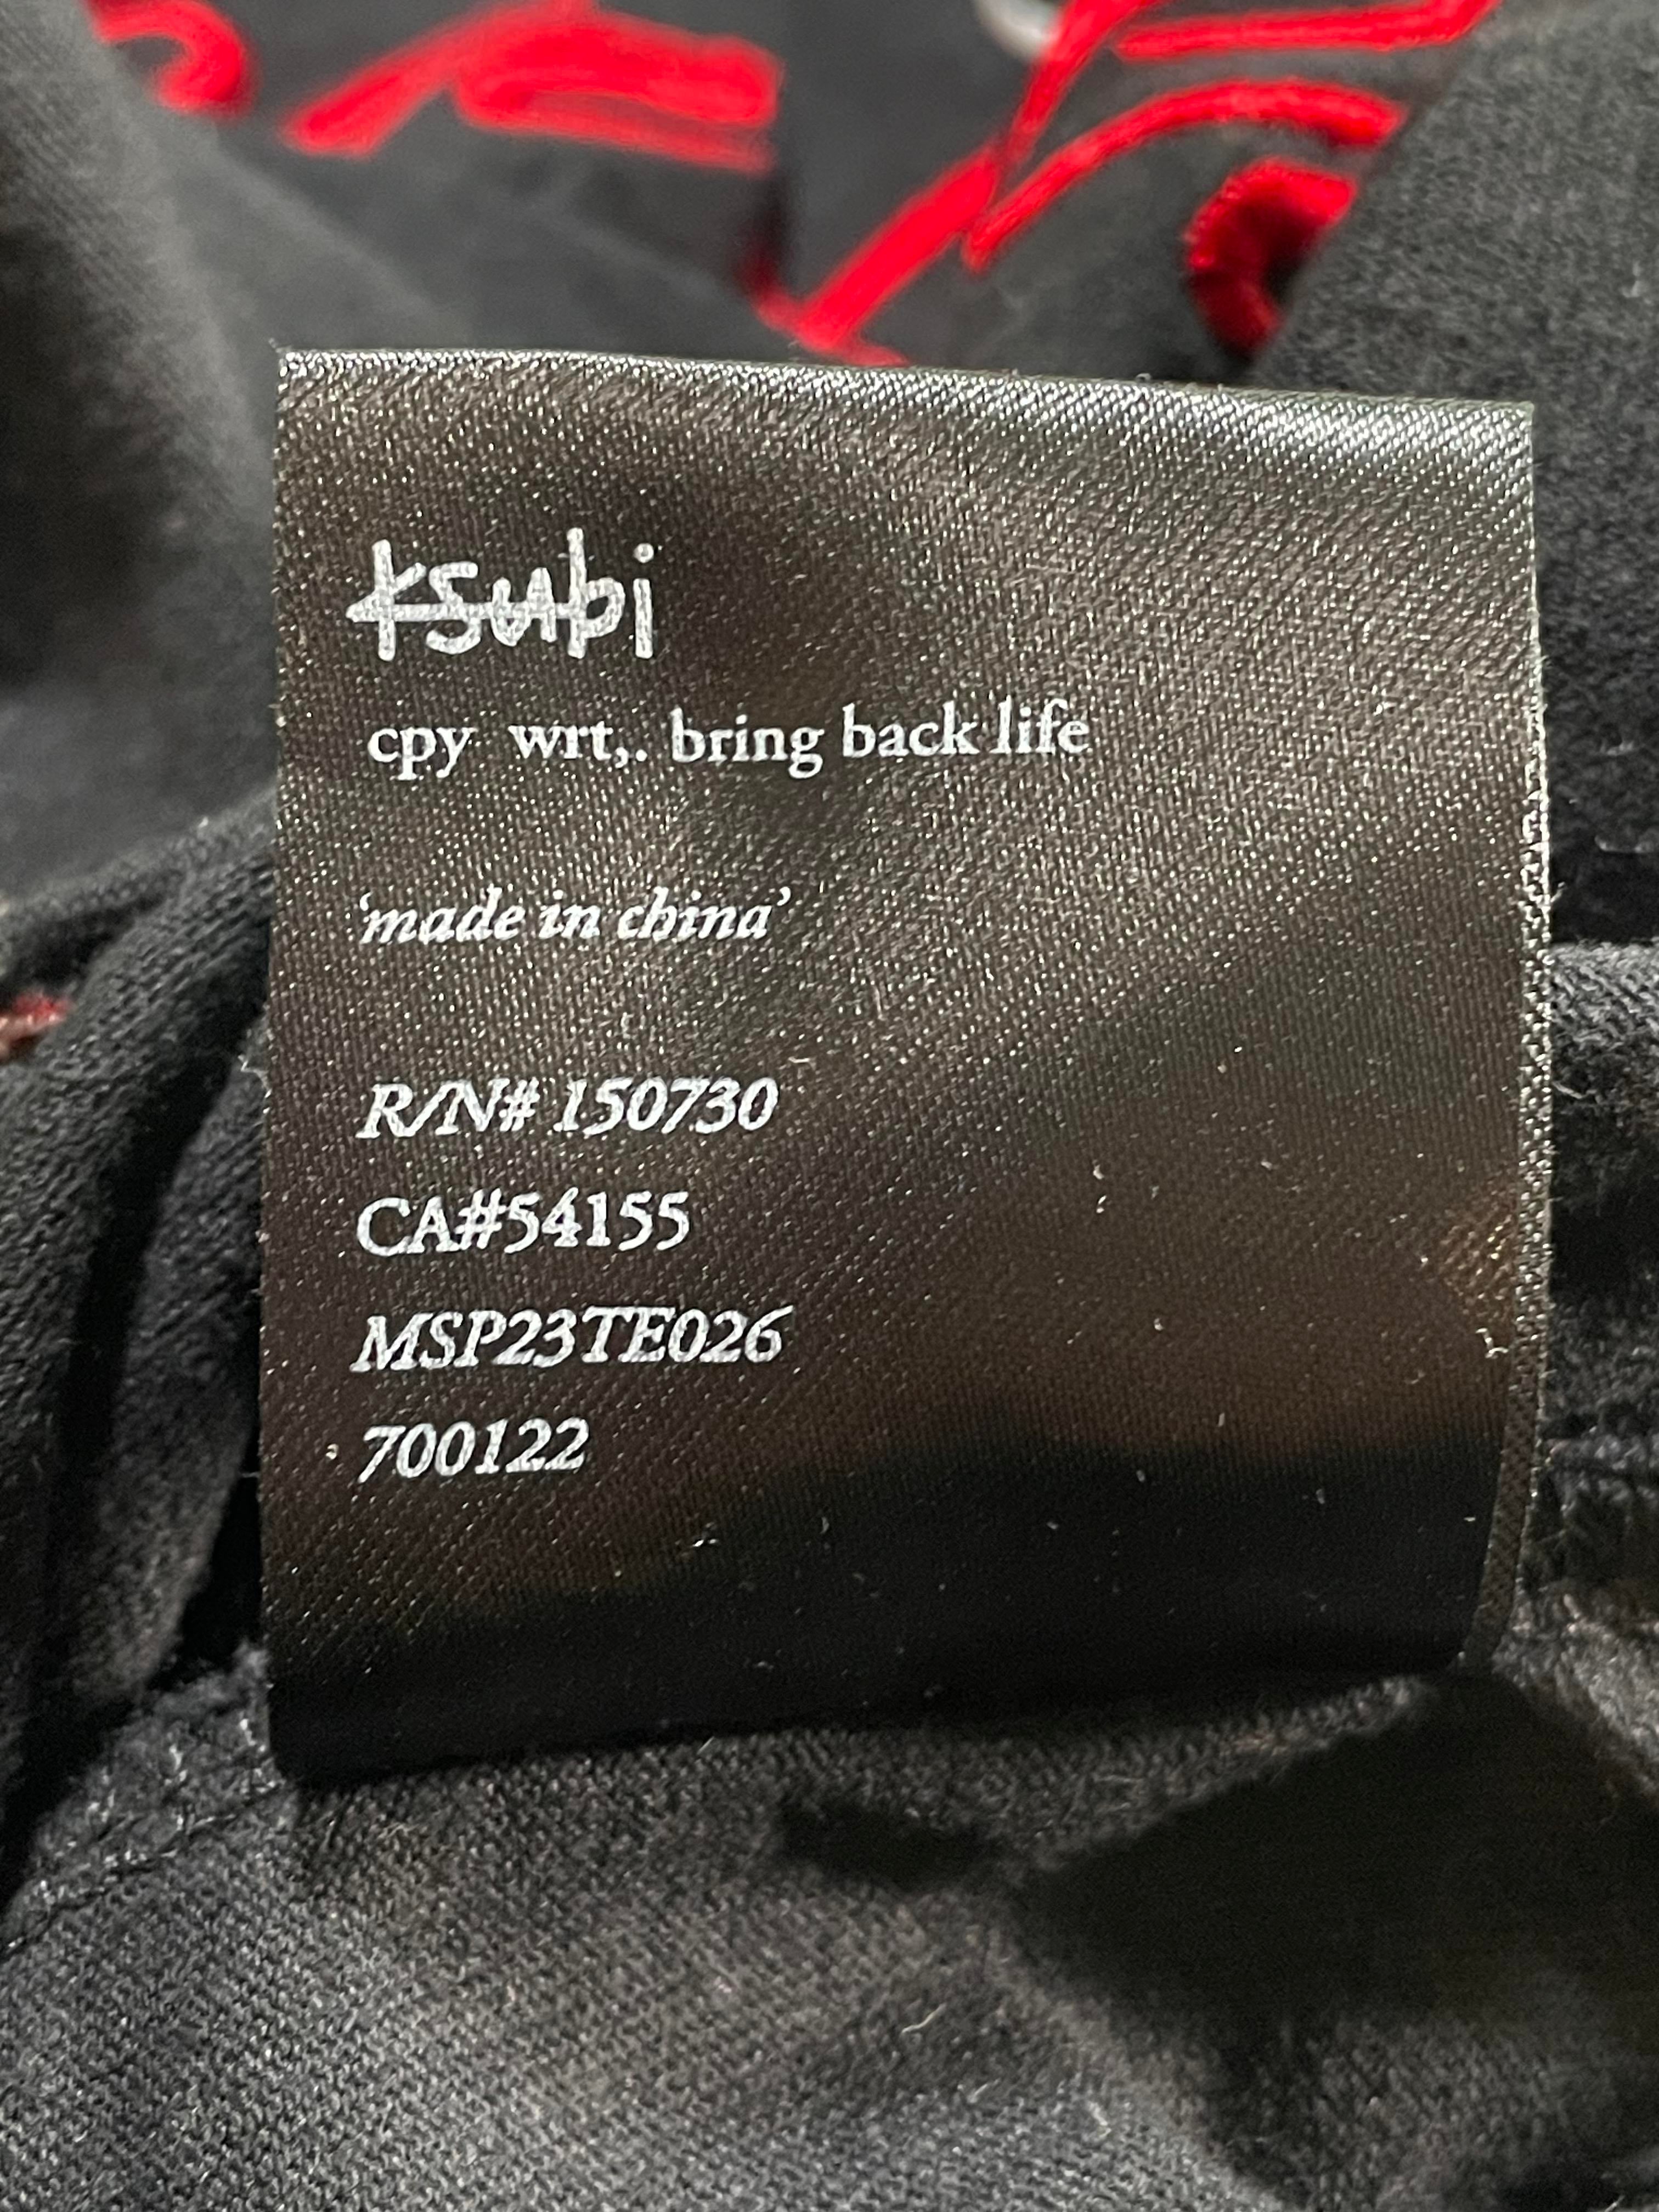 ksubi
cpy wrt,. bring back life
‘made in china’
R/N# 150730
CA#54155
MSP23TE026
700122